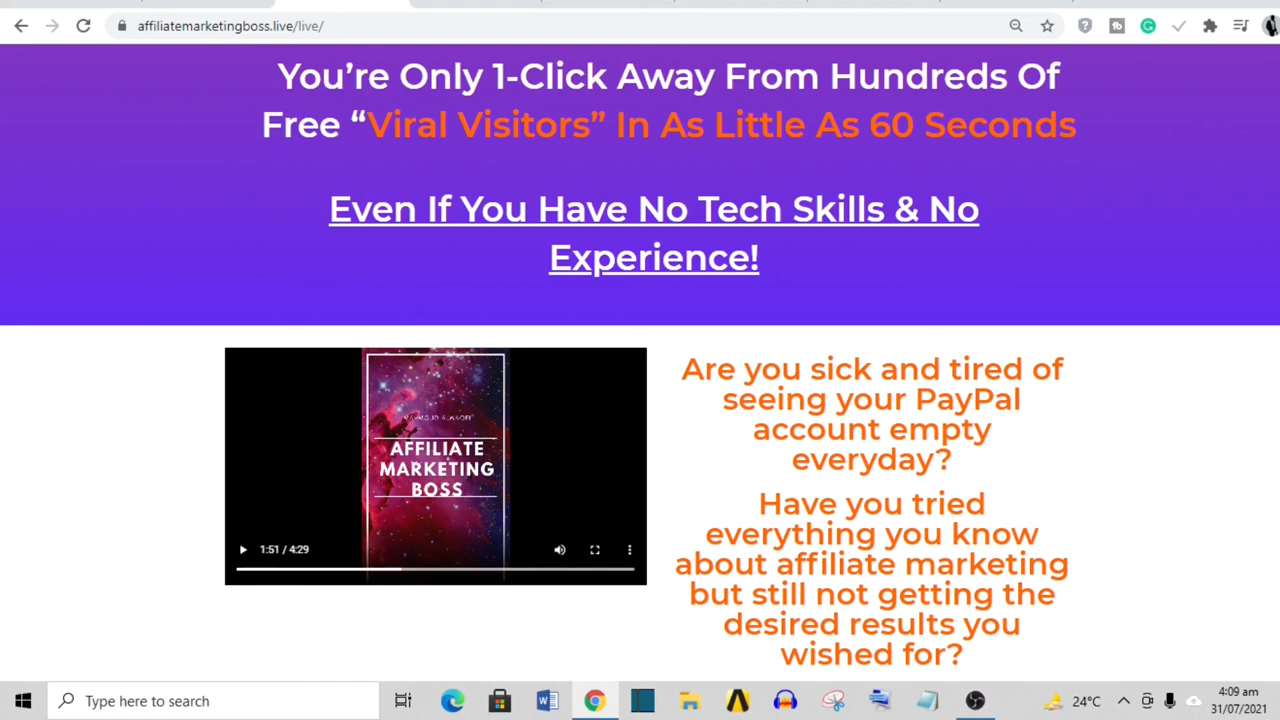 affiliatemarketingboss.live/live/
You’re Only 1-Click Away From Hundreds Of
Free “Viral Visitors” In As Little As 60 Seconds
Even If You Have No Tech Skills & No
Experience!
AFFILIATE
MARKETING
BOSS
1:51 / 4:29
Are you sick and tired of
seeing your PayPal
account empty
everyday?
Have you tried
everything you know
about affiliate marketing
but still not getting the
desired results you
wished for?
Type here to search
24°C
4:09 am
31/07/2021